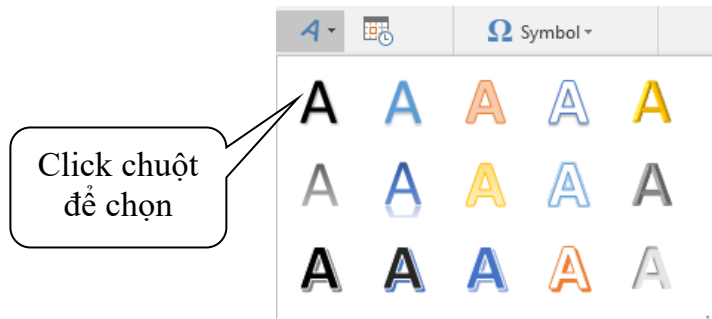 A
Ω Symbol
A A A A A
Click chuột
để chọn
A A A A A
A A A A A